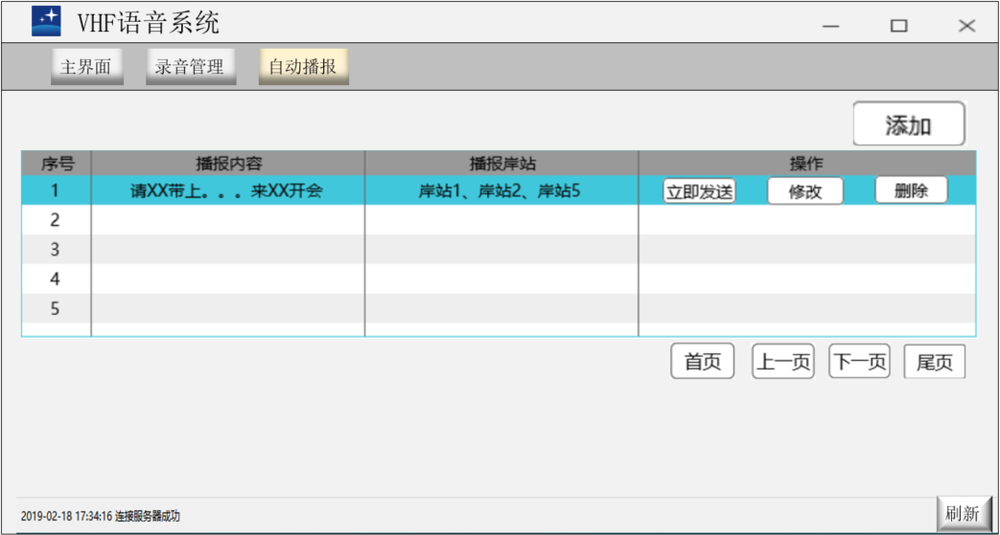 VHF语音系统
主界面 录音管理 自动播报
添加
序号 播报内容 播报岸站 操作
1 请XX带上。。。来XX开会 岸站1、岸站2、岸站5 立即发送 修改 删除
2
3
4
5
首页 上一页 下一页 尾页
2019-02-18 17:34:16 连接服务器成功 刷新